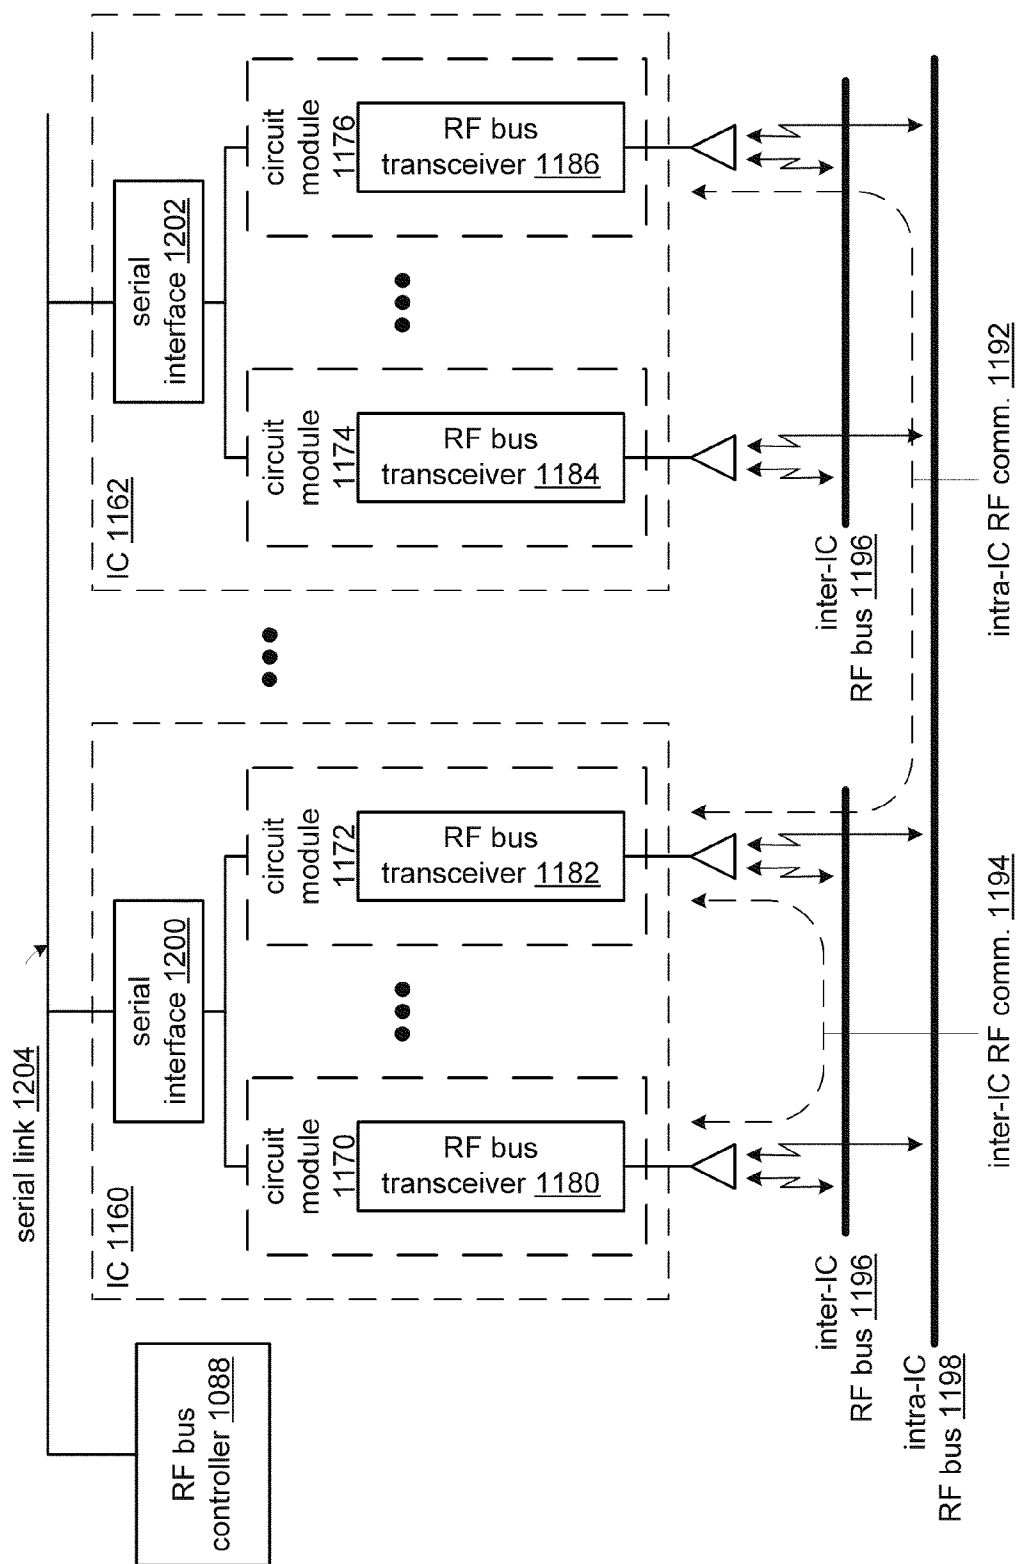 RF bus
controller 1088
serial link 1204
IC 1160
serial
interface 1200
circuit
module
1170
RF bus
transceiver 1180
circuit
module
1172
RF bus
transceiver 1182
IC 1162
serial
interface 1202
circuit
module
1174
RF bus
transceiver 1184
circuit
module
1176
RF bus
transceiver 1186
inter-IC
RF bus 1196
inter-IC
RF bus 1196
intra-IC
RF bus 1198
inter-IC RF comm. 1194
intra-IC RF comm. 1192